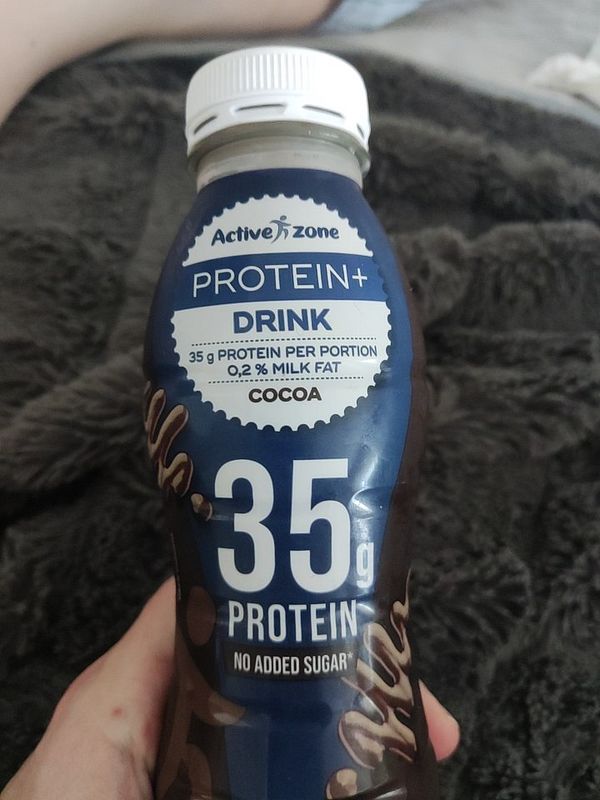 Active zone
PROTEIN+
DRINK
35 g PROTEIN PER PORTION
0,2 % MILK FAT
COCOA
35g
PROTEIN
NO ADDED SUGAR*